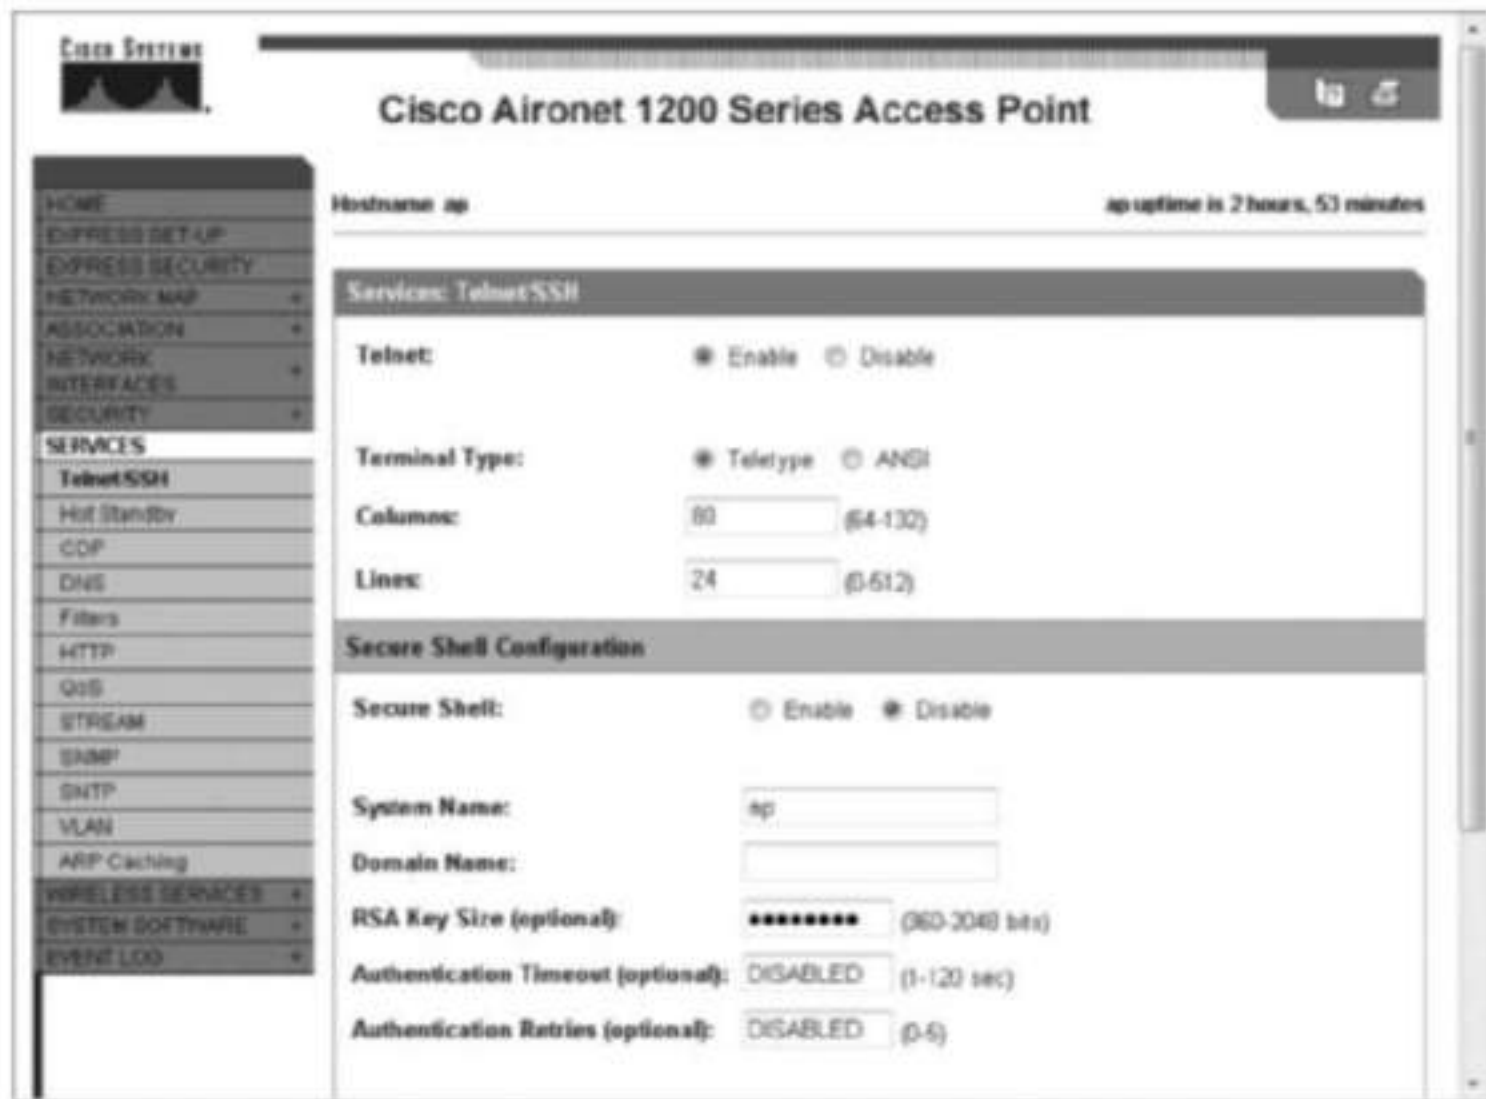 CISCO SYSTEMS
Cisco Aironet 1200 Series Access Point
HOME
EXPRESS SET-UP
EXPRESS SECURITY
NETWORK MAP +
ASSOCIATION +
NETWORK INTERFACES +
SECURITY +
SERVICES
Telnet/SSH
Hot Standby
CDP
DNS
Filters
HTTP
QoS
STREAM
SNMP
SNTP
VLAN
ARP Caching
WIRELESS SERVICES +
SYSTEM SOFTWARE +
EVENT LOG +
Hostname ap
ap uptime is 2 hours, 53 minutes
Services: Telnet/SSH
Telnet: Enable Disable
Terminal Type: Teletype ANSI
Columns: 80 (64-132)
Lines: 24 (0-512)
Secure Shell Configuration
Secure Shell: Enable Disable
System Name: ap
Domain Name:
RSA Key Size (optional): ●●●●●●●● (360-2048 bits)
Authentication Timeout (optional): DISABLED (1-120 sec)
Authentication Retries (optional): DISABLED (0-5)